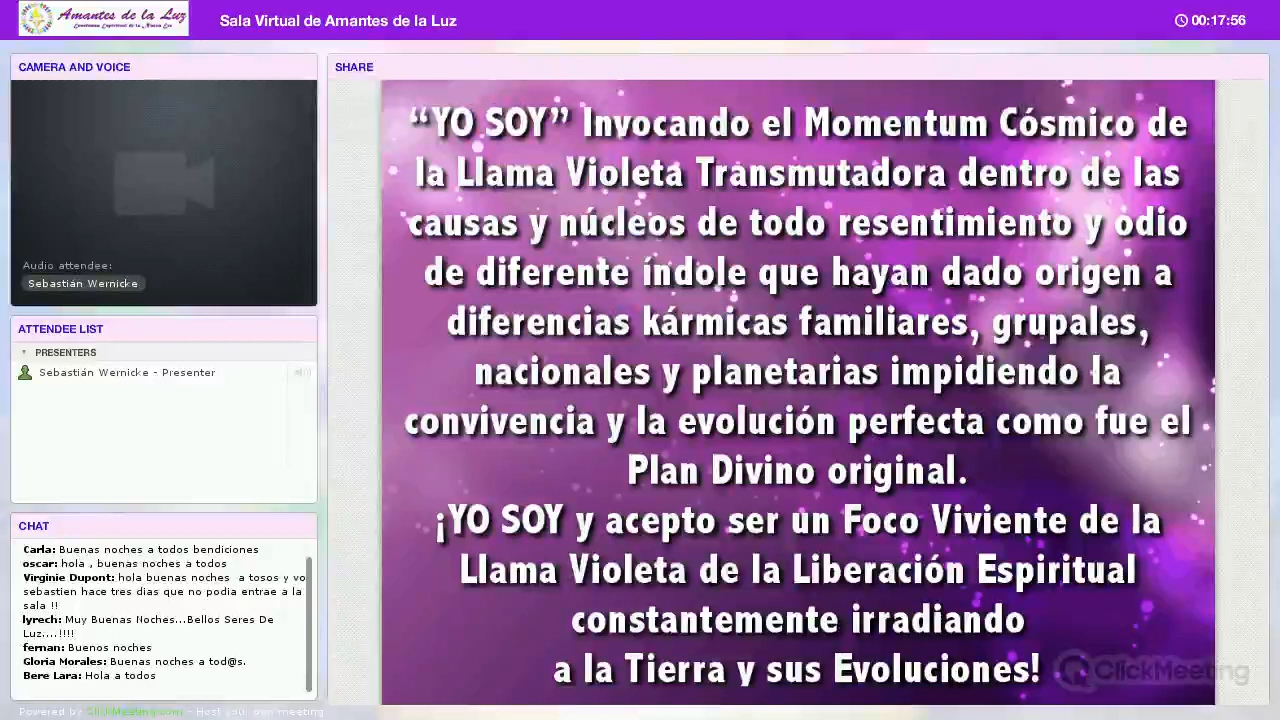 Amantes de la Luz
Sala Virtual de Amantes de la Luz
00:17:56
CAMERA AND VOICE
Audio attendee:
Sebastián Wernicke
ATTENDEE LIST
PRESENTERS
Sebastián Wernicke - Presenter
CHAT
Carla: Buenas noches a todos bendiciones
oscar: hola , buenas noches a todos
Virginie Dupont: hola buenas noches a tosos y vo
sebastien hace tres dias que no podia entrae a la
sala !!
lyrech: Muy Buenas Noches...Bellos Seres De
Luz....!!!!
fernan: Buenos noches
Gloria Morales: Buenas noches a tod@s.
Bere Lara: Hola a todos
Powered by ClickMeeting.com - Host your own meeting
SHARE
“YO SOY” Invocando el Momentum Cósmico de
la Llama Violeta Transmutadora dentro de las
causas y núcleos de todo resentimiento y odio
de diferente índole que hayan dado origen a
diferencias kármicas familiares, grupales,
nacionales y planetarias impidiendo la
convivencia y la evolución perfecta como fue el
Plan Divino original.
¡YO SOY y acepto ser un Foco Viviente de la
Llama Violeta de la Liberación Espiritual
constantemente irradiando
a la Tierra y sus Evoluciones!
ClickMeeting